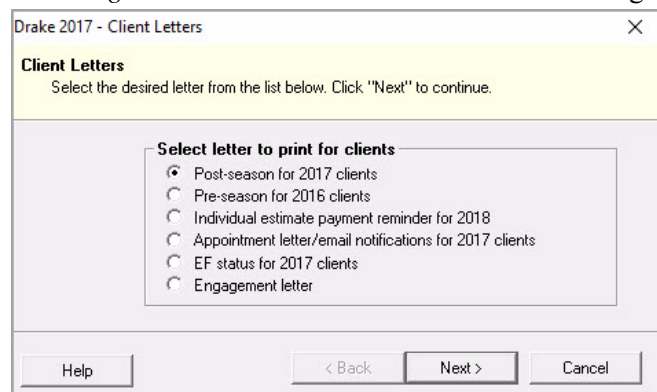 Drake 2017 - Client Letters
Client Letters
Select the desired letter from the list below. Click "Next" to continue.
Select letter to print for clients
Post-season for 2017 clients
Pre-season for 2016 clients
Individual estimate payment reminder for 2018
Appointment letter/email notifications for 2017 clients
EF status for 2017 clients
Engagement letter
Help
< Back
Next >
Cancel